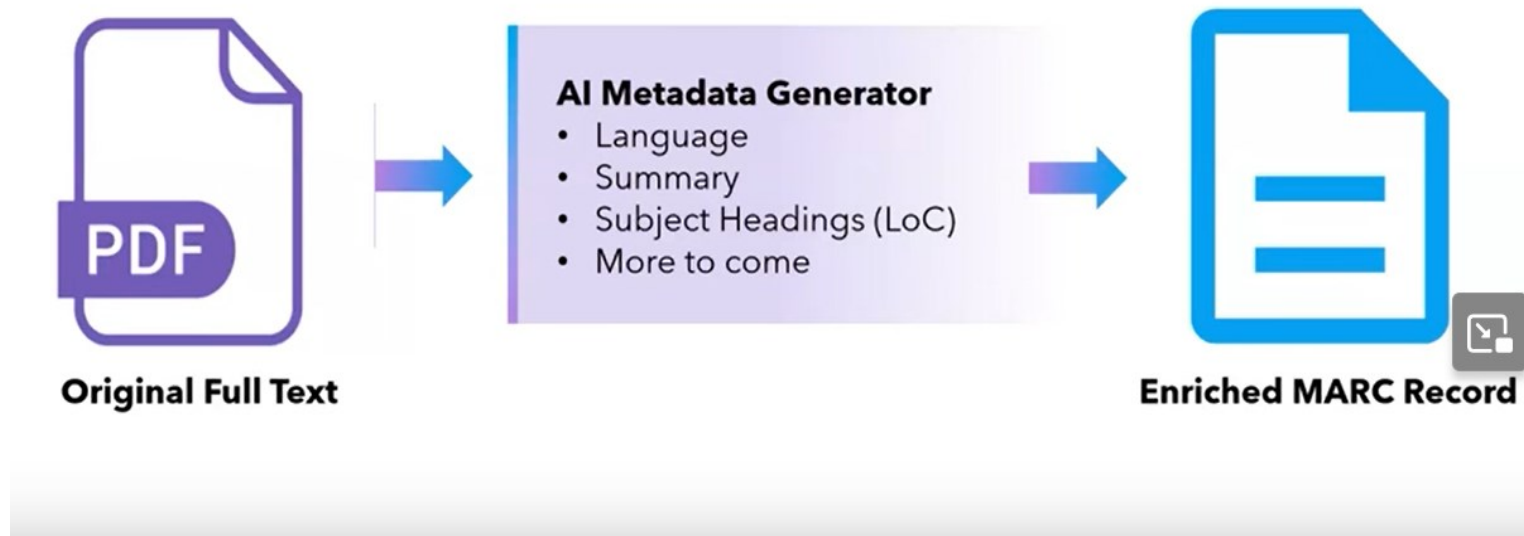 PDF
Original Full Text
AI Metadata Generator
• Language
• Summary
• Subject Headings (LoC)
• More to come
Enriched MARC Record